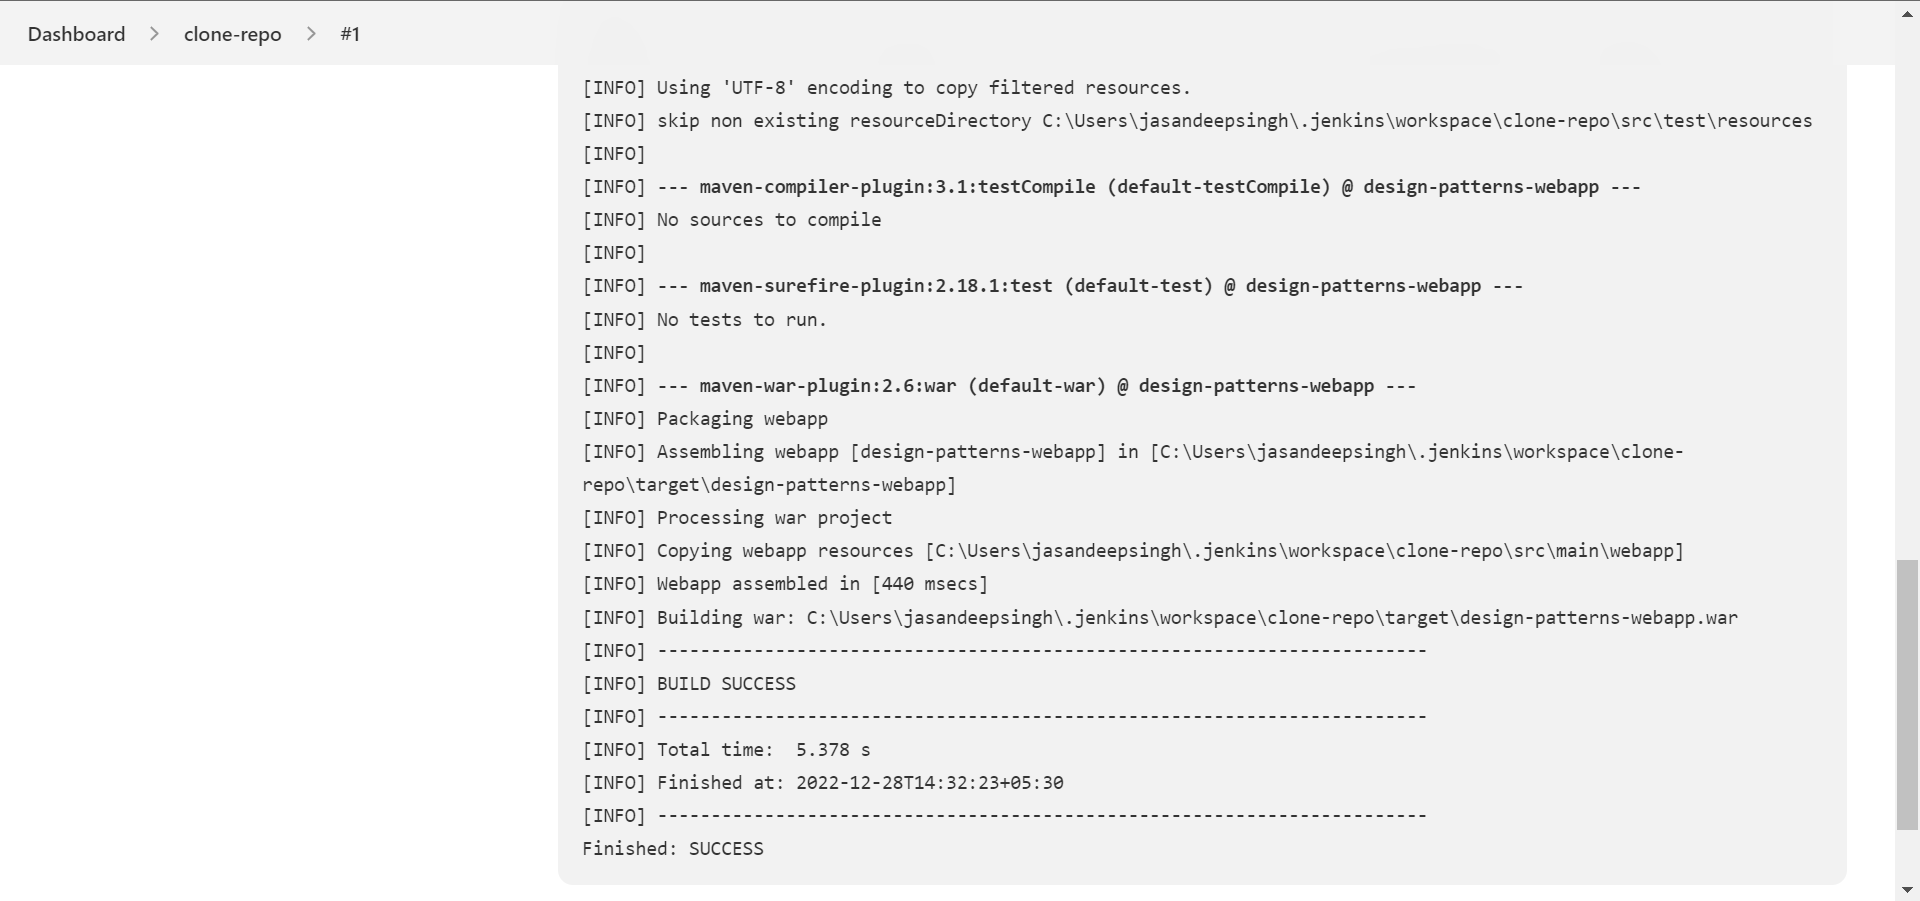 Dashboard > clone-repo > #1
[INFO] Using 'UTF-8' encoding to copy filtered resources.
[INFO] skip non existing resourceDirectory C:\Users\jasandeepsingh\.jenkins\workspace\clone-repo\src\test\resources
[INFO]
[INFO] --- maven-compiler-plugin:3.1:testCompile (default-testCompile) @ design-patterns-webapp ---
[INFO] No sources to compile
[INFO]
[INFO] --- maven-surefire-plugin:2.18.1:test (default-test) @ design-patterns-webapp ---
[INFO] No tests to run.
[INFO]
[INFO] --- maven-war-plugin:2.6:war (default-war) @ design-patterns-webapp ---
[INFO] Packaging webapp
[INFO] Assembling webapp [design-patterns-webapp] in [C:\Users\jasandeepsingh\.jenkins\workspace\clone-
repo\target\design-patterns-webapp]
[INFO] Processing war project
[INFO] Copying webapp resources [C:\Users\jasandeepsingh\.jenkins\workspace\clone-repo\src\main\webapp]
[INFO] Webapp assembled in [440 msecs]
[INFO] Building war: C:\Users\jasandeepsingh\.jenkins\workspace\clone-repo\target\design-patterns-webapp.war
[INFO] ------------------------------------------------------------------------
[INFO] BUILD SUCCESS
[INFO] ------------------------------------------------------------------------
[INFO] Total time:  5.378 s
[INFO] Finished at: 2022-12-28T14:32:23+05:30
[INFO] ------------------------------------------------------------------------
Finished: SUCCESS